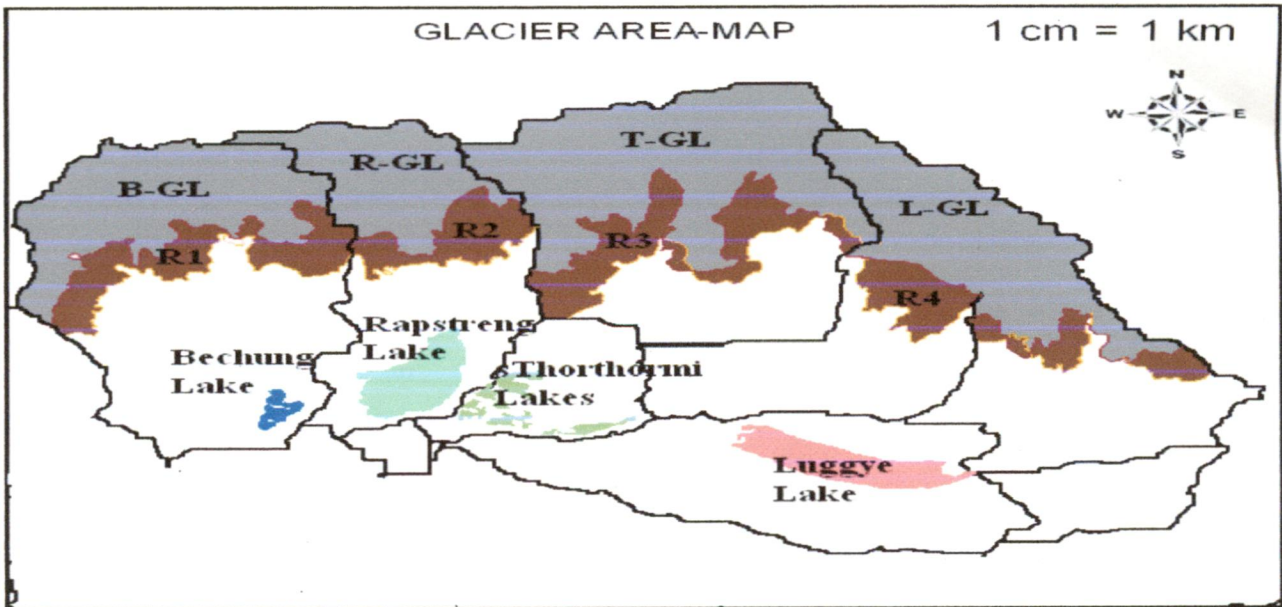 GLACIER AREA-MAP
1 cm = 1 km
N
W E
S
T-GL
R-GL
B-GL
L-GL
R2
R3
R1
R4
Rapstreng
Lake
Bechung
Lake
Thorthormi
Lakes
Luggye
Lake